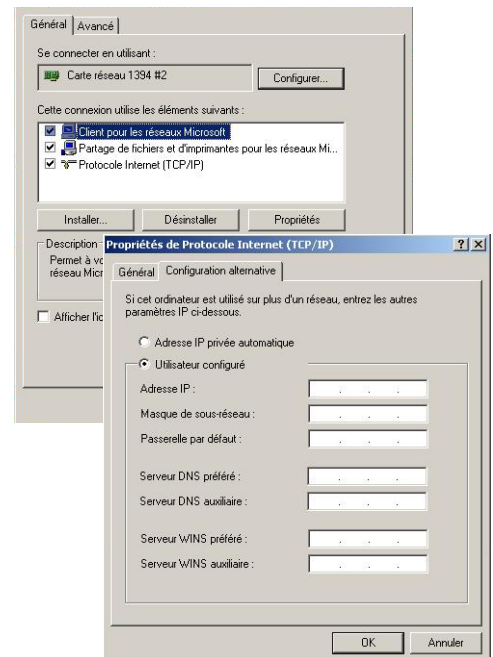 Général Avancé
Se connecter en utilisant :
Carte réseau 1394 #2 Configurer...
Cette connexion utilise les éléments suivants :
Client pour les réseaux Microsoft
Partage de fichiers et d'imprimantes pour les réseaux Mi...
Protocole Internet (TCP/IP)
Installer... Désinstaller Propriétés
Description
Permet à vo
réseau Micr
Afficher l'ic
Propriétés de Protocole Internet (TCP/IP)
Général Configuration alternative
Si cet ordinateur est utilisé sur plus d'un réseau, entrez les autres
paramètres IP ci-dessous.
Adresse IP privée automatique
Utilisateur configuré
Adresse IP :
Masque de sous-réseau :
Passerelle par défaut :
Serveur DNS préféré :
Serveur DNS auxiliaire :
Serveur WINS préféré :
Serveur WINS auxiliaire :
OK Annuler